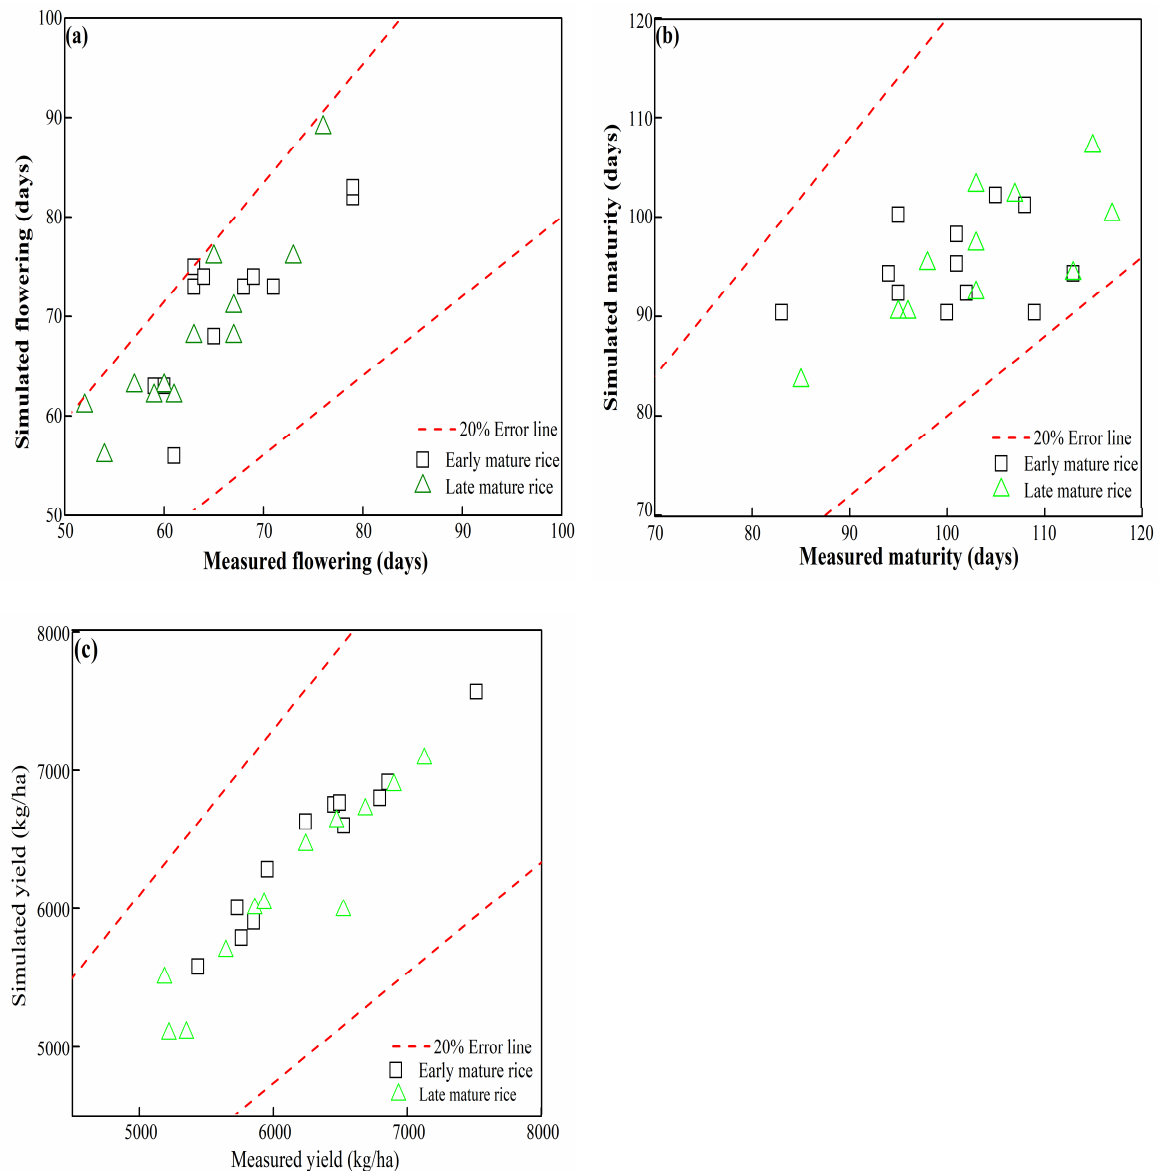 (a)
100
90
80
70
60
50
50 60 70 80 90 100
Simulated flowering (days)
Measured flowering (days)
20% Error line
Early mature rice
Late mature rice
(b)
120
110
100
90
80
70
70 80 90 100 110 120
Simulated maturity (days)
Measured maturity (days)
20% Error line
Early mature rice
Late mature rice
(c)
8000
7000
6000
5000
5000 6000 7000 8000
Simulated yield (kg/ha)
Measured yield (kg/ha)
20% Error line
Early mature rice
Late mature rice